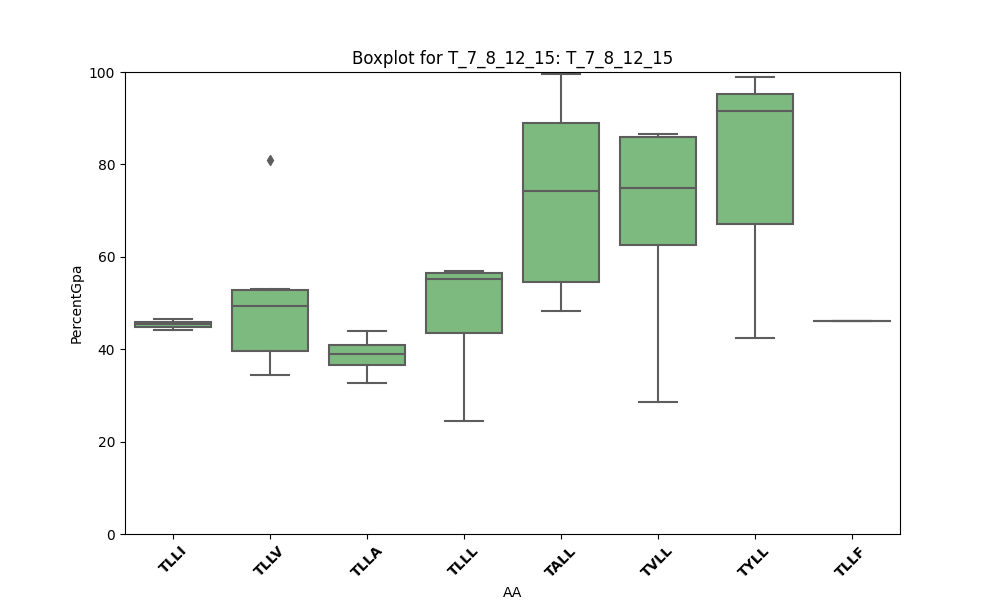 Boxplot for T_7_8_12_15: T_7_8_12_15
100
80
60
40
20
0
PercentGpa
TLLI
TLLV
TLLA
TLLL
TALL
TVLL
TYLL
TLLF
AA